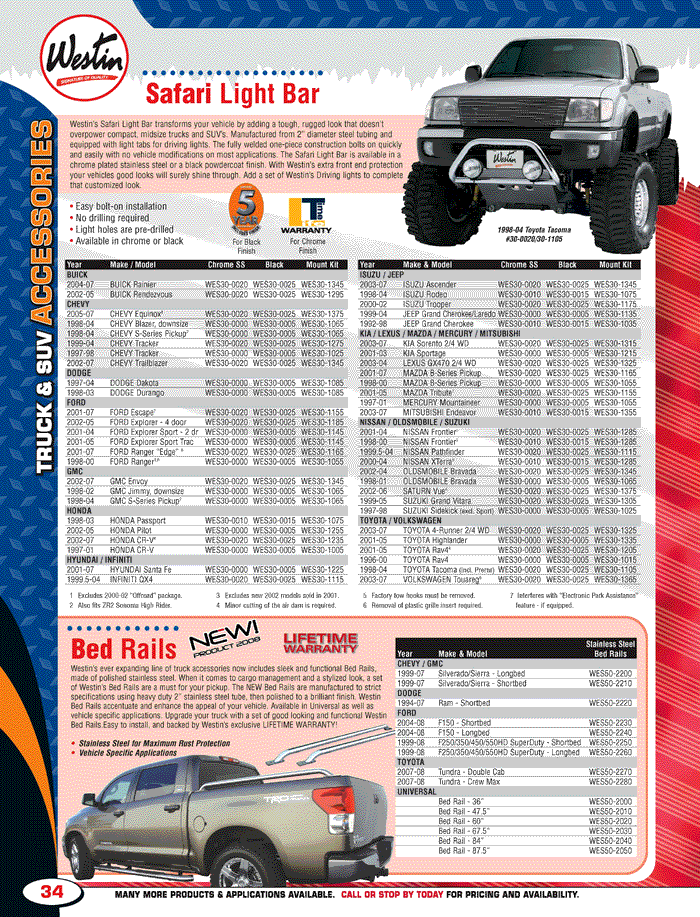 Westin
SIGNATURE OF QUALITY
TRUCK & SUV ACCESSORIES
Safari Light Bar
Westin's Safari Light Bar transforms your vehicle by adding a tough, rugged look that doesn't
overpower compact, midsize trucks and SUV's. Manufactured from 2" diameter steel tubing and
equipped with light tabs for driving lights. The fully welded one-piece construction bolts on quickly
and easily with no vehicle modifications on most applications. The Safari Light Bar is available in a
chrome plated stainless steel or a black powdercoat finish. With Westin's extra front end protection
your vehicles good looks will surely shine through. Add a set of Westin's Driving lights to complete
that customized look.
• Easy bolt-on installation
• No drilling required
• Light holes are pre-drilled
• Available in chrome or black
5 YEAR
For Black
Finish
WARRANTY
For Chrome
Finish
Westin
1998-04 Toyota Tacoma
#30-0020/30-1105
Year Make / Model Chrome SS Black Mount Kit
BUICK
2004-07 BUICK Rainier WES30-0020 WES30-0025 WES30-1345
2002-05 BUICK Rendezvous WES30-0020 WES30-0025 WES30-1295
CHEVY
2005-07 CHEVY Equinox WES30-0020 WES30-0025 WES30-1375
1998-04 CHEVY Blazer, downsize WES30-0000 WES30-0005 WES30-1065
1998-04 CHEVY S-Series Pickup WES30-0000 WES30-0005 WES30-1065
1999-04 CHEVY Tracker WES30-0020 WES30-0025 WES30-1275
1997-98 CHEVY Tracker WES30-0000 WES30-0005 WES30-1025
2002-07 CHEVY Trailblazer WES30-0020 WES30-0025 WES30-1345
DODGE
1997-04 DODGE Dakota WES30-0000 WES30-0005 WES30-1085
1998-03 DODGE Durango WES30-0000 WES30-0005 WES30-1085
FORD
2001-07 FORD Escape WES30-0020 WES30-0025 WES30-1155
2002-05 FORD Explorer - 4 door WES30-0020 WES30-0025 WES30-1185
2001-04 FORD Explorer Sport - 2 dr WES30-0000 WES30-0005 WES30-1145
2001-05 FORD Explorer Sport Trac WES30-0000 WES30-0005 WES30-1145
2001-07 FORD Ranger "Edge" WES30-0020 WES30-0025 WES30-1165
1998-00 FORD Ranger WES30-0000 WES30-0005 WES30-1055
GMC
2002-07 GMC Envoy WES30-0020 WES30-0025 WES30-1345
1998-02 GMC Jimmy, downsize WES30-0000 WES30-0005 WES30-1065
1998-04 GMC S-Series Pickup WES30-0000 WES30-0005 WES30-1065
HONDA
1998-03 HONDA Passport WES30-0010 WES30-0015 WES30-1075
2002-05 HONDA Pilot WES30-0000 WES30-0005 WES30-1255
2002-07 HONDA CR-V WES30-0020 WES30-0025 WES30-1235
1997-01 HONDA CR-V WES30-0000 WES30-0005 WES30-1005
HYUNDAI / INFINITI
2001-07 HYUNDAI Santa Fe WES30-0000 WES30-0005 WES30-1225
1999.5-04 INFINITI QX4 WES30-0020 WES30-0025 WES30-1115
Year Make & Model Chrome SS Black Mount Kit
ISUZU / JEEP
2003-07 ISUZU Ascender WES30-0020 WES30-0025 WES30-1345
1998-04 ISUZU Rodeo WES30-0010 WES30-0015 WES30-1075
2000-02 ISUZU Trooper WES30-0020 WES30-0025 WES30-1175
1999-04 JEEP Grand Cherokee/Laredo WES30-0000 WES30-0005 WES30-1135
1992-98 JEEP Grand Cherokee WES30-0010 WES30-0015 WES30-1035
KIA / LEXUS / MAZDA / MERCURY / MITSUBISHI
2003-07 KIA Sorento 2/4 WD WES30-0020 WES30-0025 WES30-1315
2001-03 KIA Sportage WES30-0000 WES30-0005 WES30-1215
2003-04 LEXUS GX470 2/4 WD WES30-0020 WES30-0025 WES30-1325
2001-07 MAZDA B-Series Pickup WES30-0020 WES30-0025 WES30-1165
1998-00 MAZDA B-Series Pickup WES30-0000 WES30-0005 WES30-1055
2001-05 MAZDA Tribute WES30-0020 WES30-0025 WES30-1155
1997-01 MERCURY Mountaineer WES30-0000 WES30-0005 WES30-1055
2003-07 MITSUBISHI Endeavor WES30-0010 WES30-0015 WES30-1355
NISSAN / OLDSMOBILE / SUZUKI
2001-04 NISSAN Frontier WES30-0020 WES30-0025 WES30-1285
1998-00 NISSAN Frontier WES30-0010 WES30-0015 WES30-1285
1999.5-04 NISSAN Pathfinder WES30-0020 WES30-0025 WES30-1115
2000-04 NISSAN XTerra WES30-0010 WES30-0015 WES30-1285
2002-04 OLDSMOBILE Bravada WES30-0020 WES30-0025 WES30-1345
1998-01 OLDSMOBILE Bravada WES30-0000 WES30-0005 WES30-1065
2002-06 SATURN Vue WES30-0020 WES30-0025 WES30-1375
1999-05 SUZUKI Grand Vitara WES30-0020 WES30-0025 WES30-1305
1997-98 SUZUKI Sidekick (excl. Sport) WES30-0000 WES30-0005 WES30-1025
TOYOTA / VOLKSWAGEN
2003-07 TOYOTA 4-Runner 2/4 WD WES30-0020 WES30-0025 WES30-1325
2001-05 TOYOTA Highlander WES30-0000 WES30-0005 WES30-1335
2001-05 TOYOTA Rav4 WES30-0020 WES30-0025 WES30-1205
1996-00 TOYOTA Rav4 WES30-0000 WES30-0005 WES30-1015
1998-04 TOYOTA Tacoma (incl. Prerunner) WES30-0020 WES30-0025 WES30-1105
2003-07 VOLKSWAGEN Touareg WES30-0020 WES30-0025 WES30-1365
1 Excludes 2000-02 "Offroad" package.
2 Also fits ZR2 Sonoma High Rider.
3 Excludes new 2002 models sold in 2001.
4 Minor cutting of the air dam is required.
5 Factory tow hooks must be removed.
6 Removal of plastic grille insert required.
7 Interferes with "Electronic Park Assistance"
feature - if equipped.
Bed Rails
NEW!
PRODUCT 2008
LIFETIME
WARRANTY
Westin's ever expanding line of truck accessories now includes sleek and functional Bed Rails,
made of polished stainless steel. When it comes to cargo management and a stylized look, a set
of Westin's Bed Rails are a must for your pickup. The NEW Bed Rails are manufactured to strict
specifications using heavy duty 2" stainless steel tube, then polished to a brilliant finish. Westin
Bed Rails accentuate and enhance the appeal of your vehicle. Available in Universal as well as
vehicle specific applications. Upgrade your truck with a set of good looking and functional Westin
Bed Rails.Easy to install, and backed by Westin's exclusive LIFETIME WARRANTY!
• Stainless Steel for Maximum Rust Protection
• Vehicle Specific Applications
Year Make & Model Stainless Steel Bed Rails
CHEVY / GMC
1999-07 Silverado/Sierra - Longbed WES50-2200
1999-07 Silverado/Sierra - Shortbed WES50-2210
DODGE
1994-07 Ram - Shortbed WES50-2220
FORD
2004-08 F150 - Shortbed WES50-2230
2004-08 F150 - Longbed WES50-2240
1999-08 F250/350/450/550HD SuperDuty - Shortbed WES50-2250
1999-08 F250/350/450/550HD SuperDuty - Longbed WES50-2260
TOYOTA
2007-08 Tundra - Double Cab WES50-2270
2007-08 Tundra - Crew Max WES50-2280
UNIVERSAL
Bed Rail - 36" WES50-2000
Bed Rail - 47.5" WES50-2010
Bed Rail - 60" WES50-2020
Bed Rail - 67.5" WES50-2030
Bed Rail - 84" WES50-2040
Bed Rail - 87.5" WES50-2050
34
MANY MORE PRODUCTS & APPLICATIONS AVAILABLE. CALL OR STOP BY TODAY FOR PRICING AND AVAILABILITY.